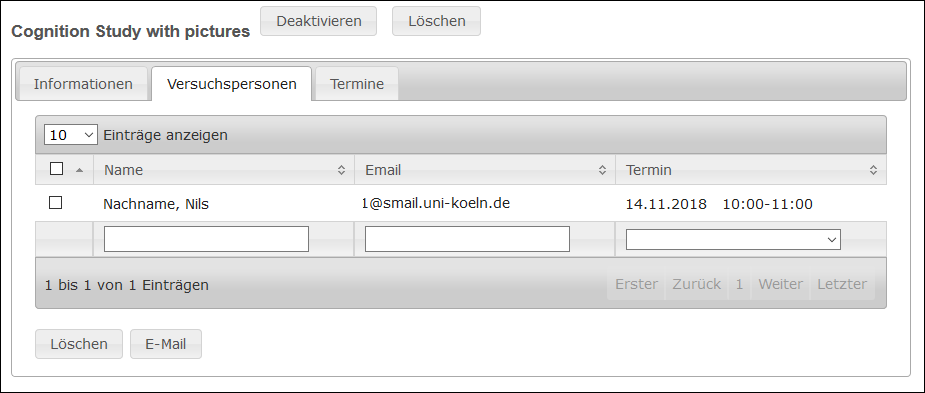 Cognition Study with pictures Deaktivieren Löschen
Informationen Versuchspersonen Termine
10 Einträge anzeigen
Name Email Termin
Nachname, Nils 1@smail.uni-koeln.de 14.11.2018 10:00-11:00
1 bis 1 von 1 Einträgen Erster Zurück 1 Weiter Letzter
Löschen E-Mail